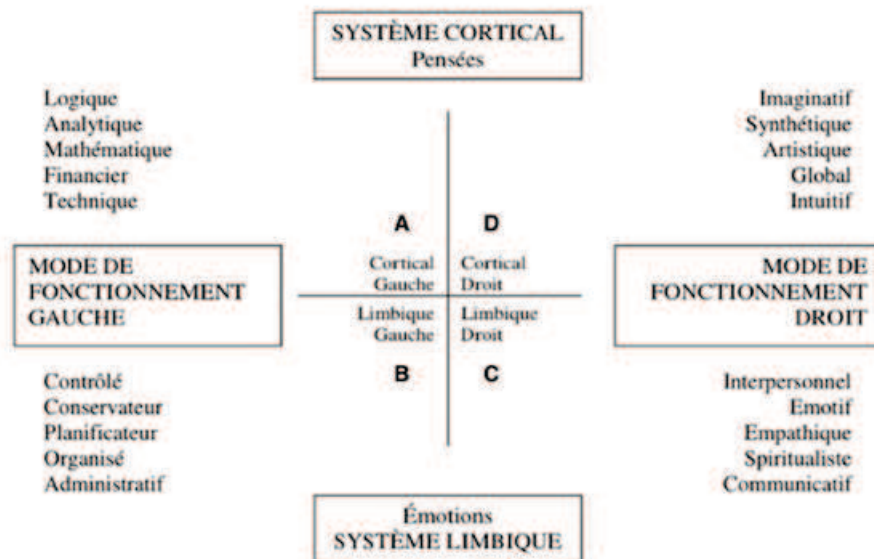 SYSTÈME CORTICAL
Pensées
Logique
Analytique
Mathématique
Financier
Technique
Imaginatif
Synthétique
Artistique
Global
Intuitif
A
D
MODE DE
FONCTIONNEMENT
GAUCHE
Cortical
Gauche
Cortical
Droit
Limbique
Gauche
Limbique
Droit
MODE DE
FONCTIONNEMENT
DROIT
B
C
Contrôlé
Conservateur
Planificateur
Organisé
Administratif
Interpersonnel
Emotif
Empathique
Spiritualiste
Communicatif
Émotions
SYSTÈME LIMBIQUE